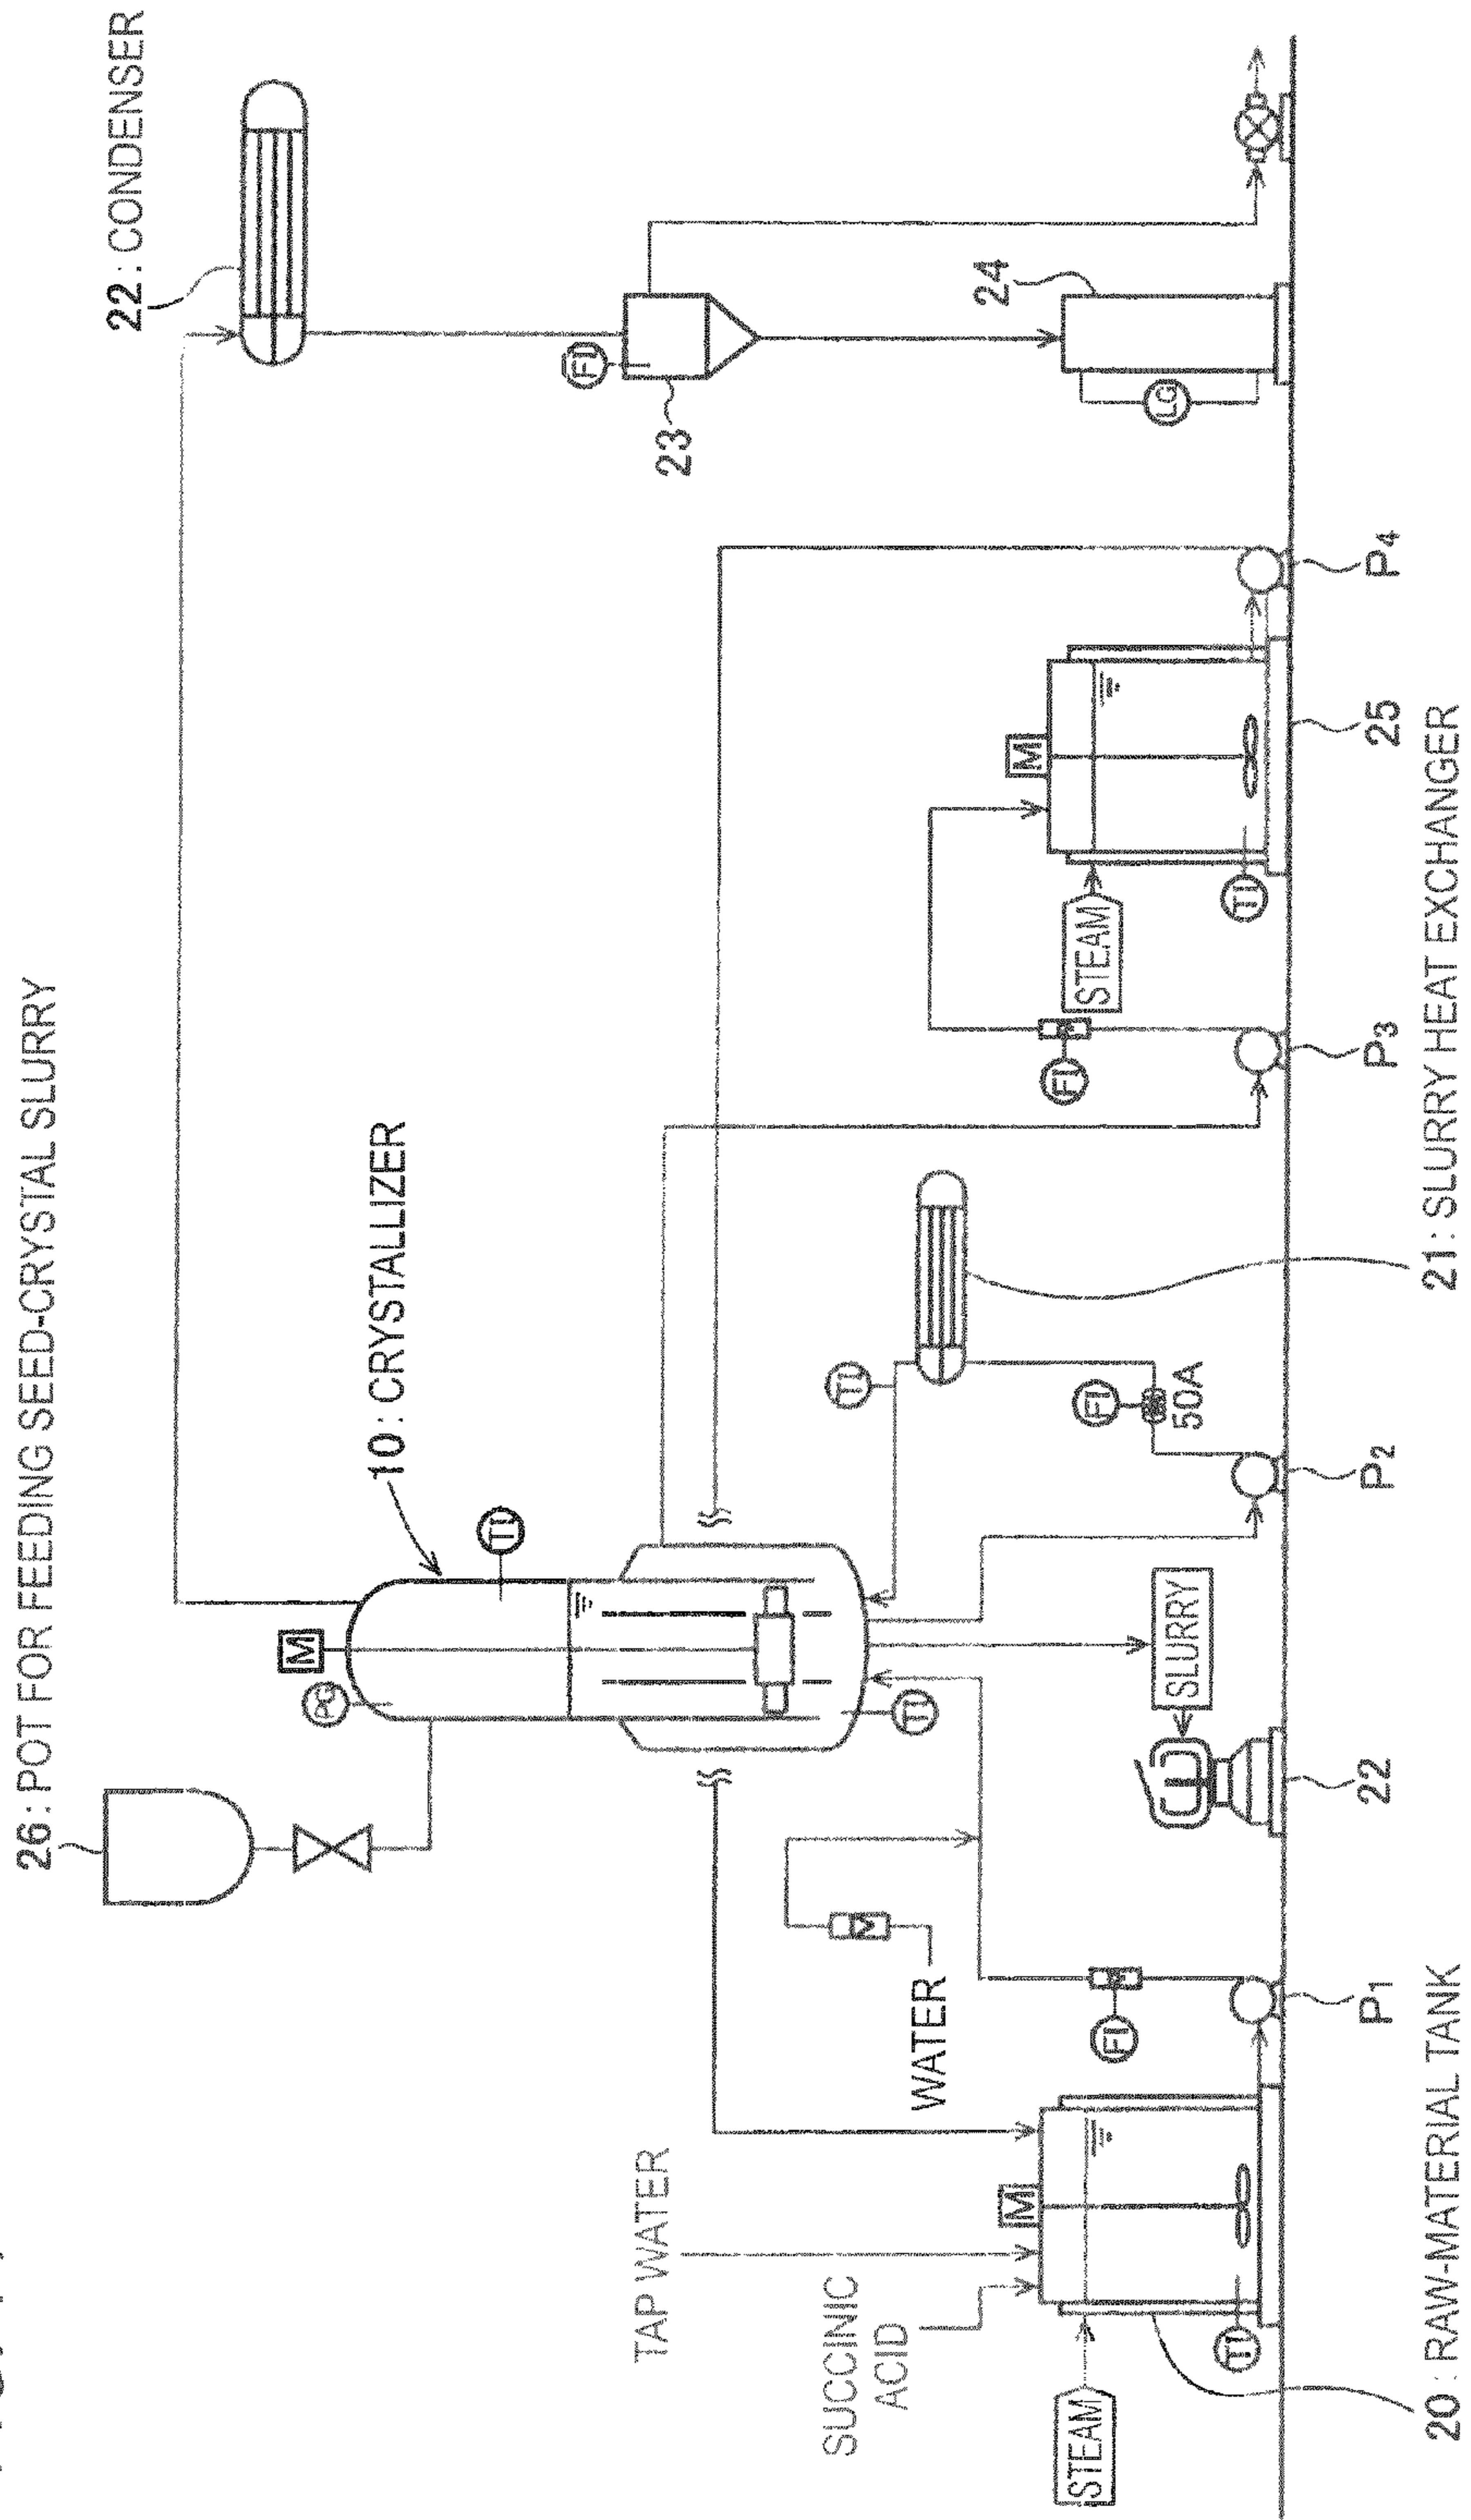 26 : POT FOR FEEDING SEED-CRYSTAL SLURRY
22 : CONDENSER
M
PG
10 : CRYSTALLIZER
TI
FI
23
24
LG
TI
TAP WATER
SUCCINIC
ACID
WATER
TI
FI
50A
FI
STEAM
M
TI
M
STEAM
TI
FI
SLURRY
P1
22
P2
P3
25
P4
20 : RAW-MATERIAL TANK
21 : SLURRY HEAT EXCHANGER